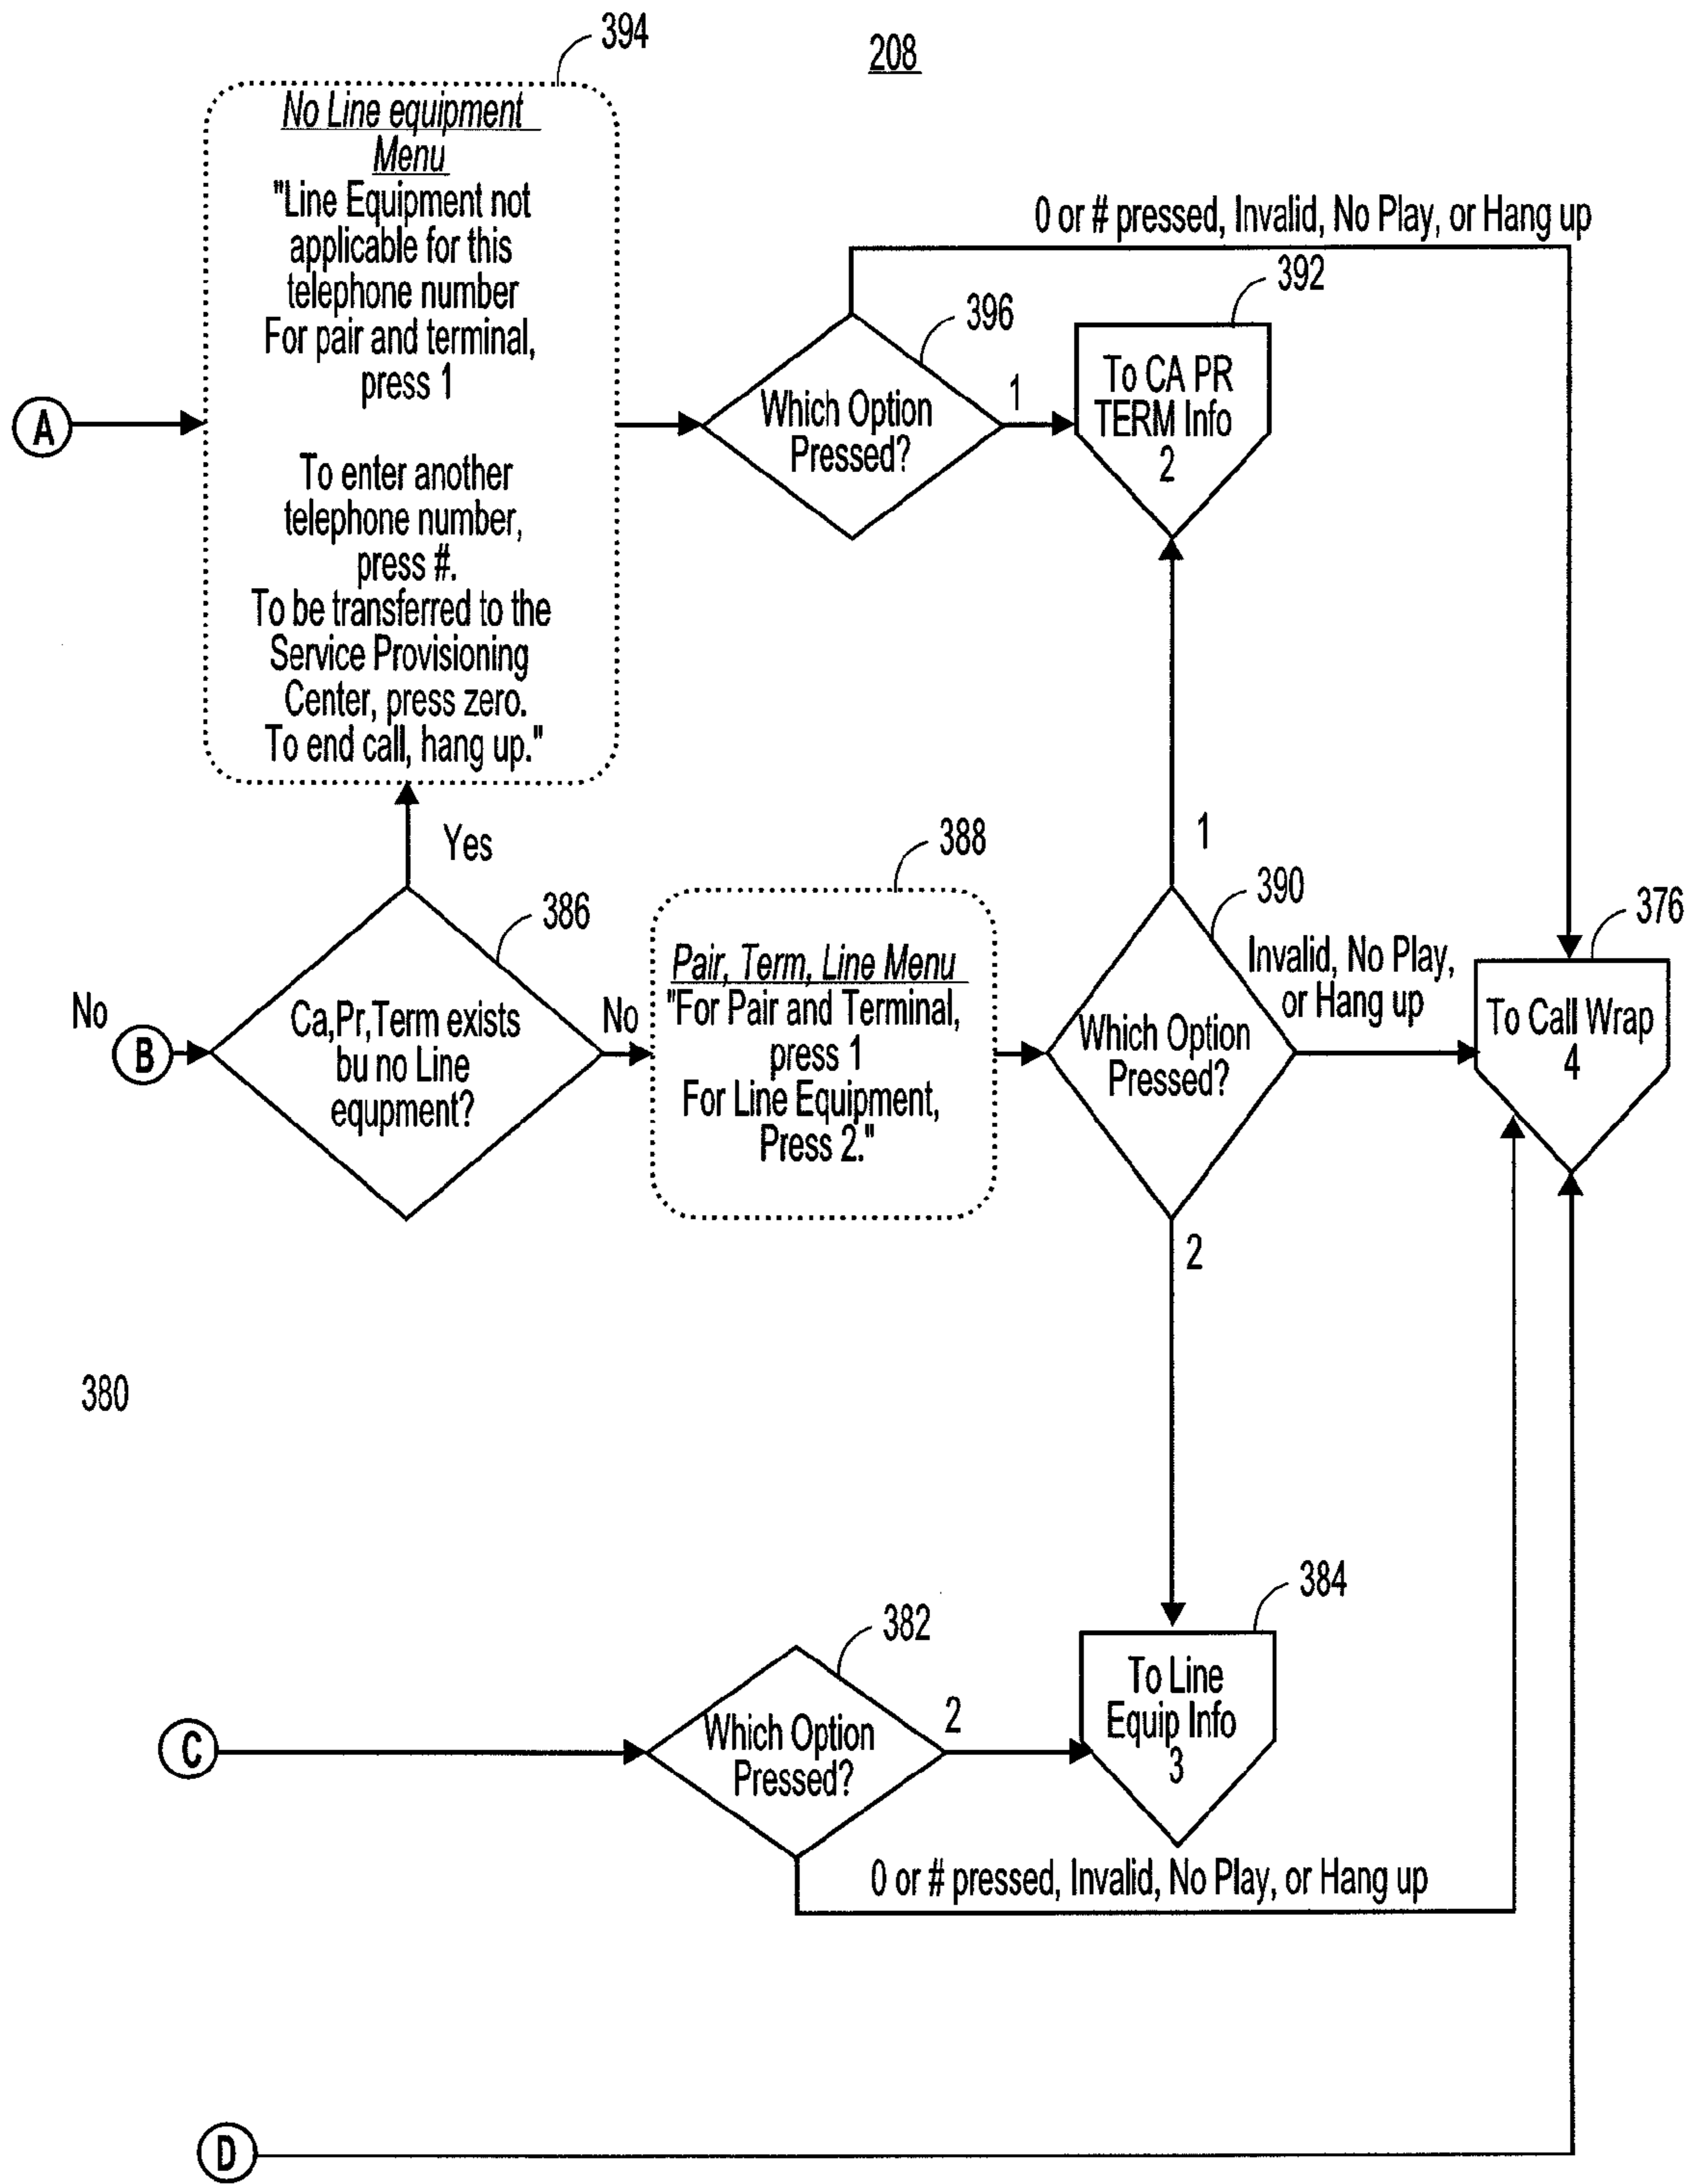 394
208
No Line equipment
Menu
"Line Equipment not
applicable for this
telephone number
For pair and terminal,
press 1
To enter another
telephone number,
press #.
To be transferred to the
Service Provisioning
Center, press zero.
To end call, hang up."
A
0 or # pressed, Invalid, No Play, or Hang up
396
Which Option
Pressed?
1
392
To CA PR
TERM Info
2
Yes
386
No
B
Ca,Pr,Term exists
bu no Line
equpment?
No
388
Pair, Term, Line Menu
"For Pair and Terminal,
press 1
For Line Equipment,
Press 2."
1
390
Which Option
Pressed?
Invalid, No Play,
or Hang up
376
To Call Wrap
4
2
380
C
382
Which Option
Pressed?
2
384
To Line
Equip Info
3
0 or # pressed, Invalid, No Play, or Hang up
D